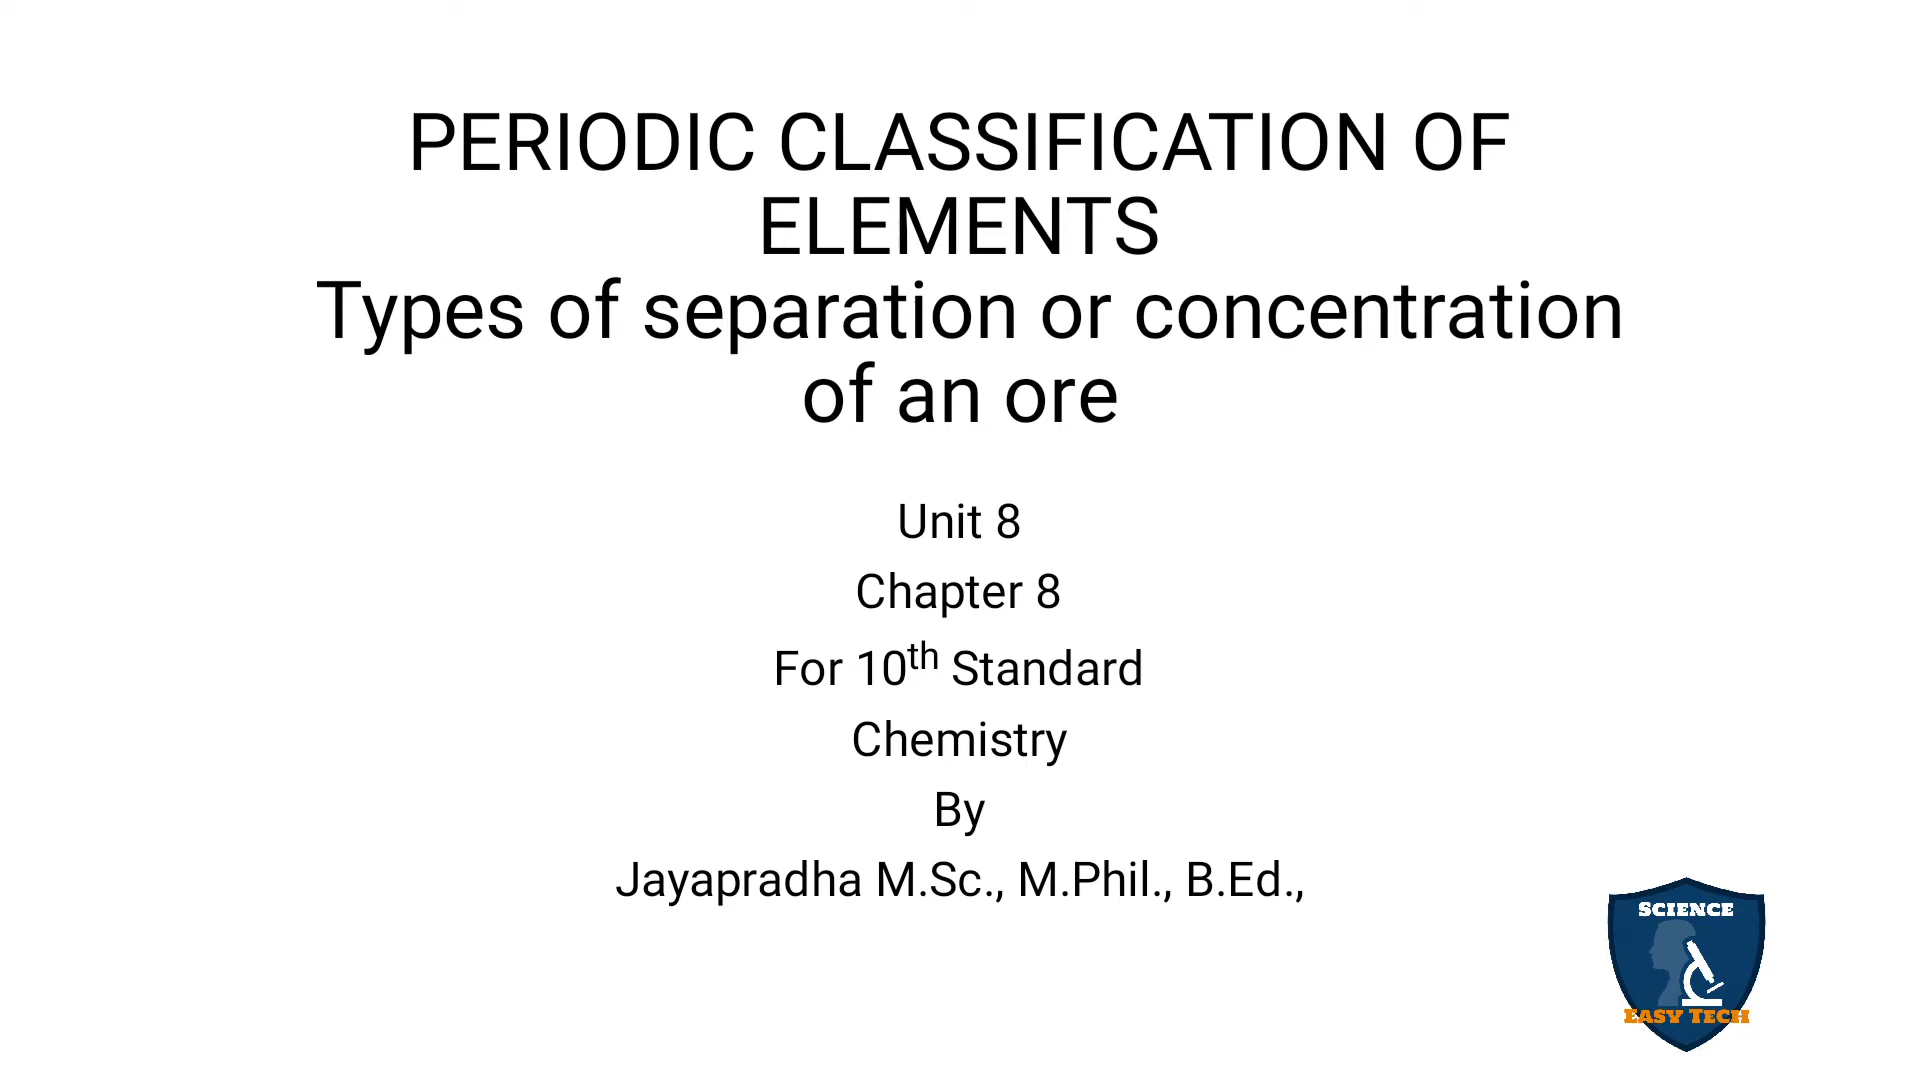 PERIODIC CLASSIFICATION OF
ELEMENTS
Types of separation or concentration
of an ore
Unit 8
Chapter 8
For 10th Standard
Chemistry
By
Jayapradha M.Sc., M.Phil., B.Ed.,
SCIENCE
EASY TECH